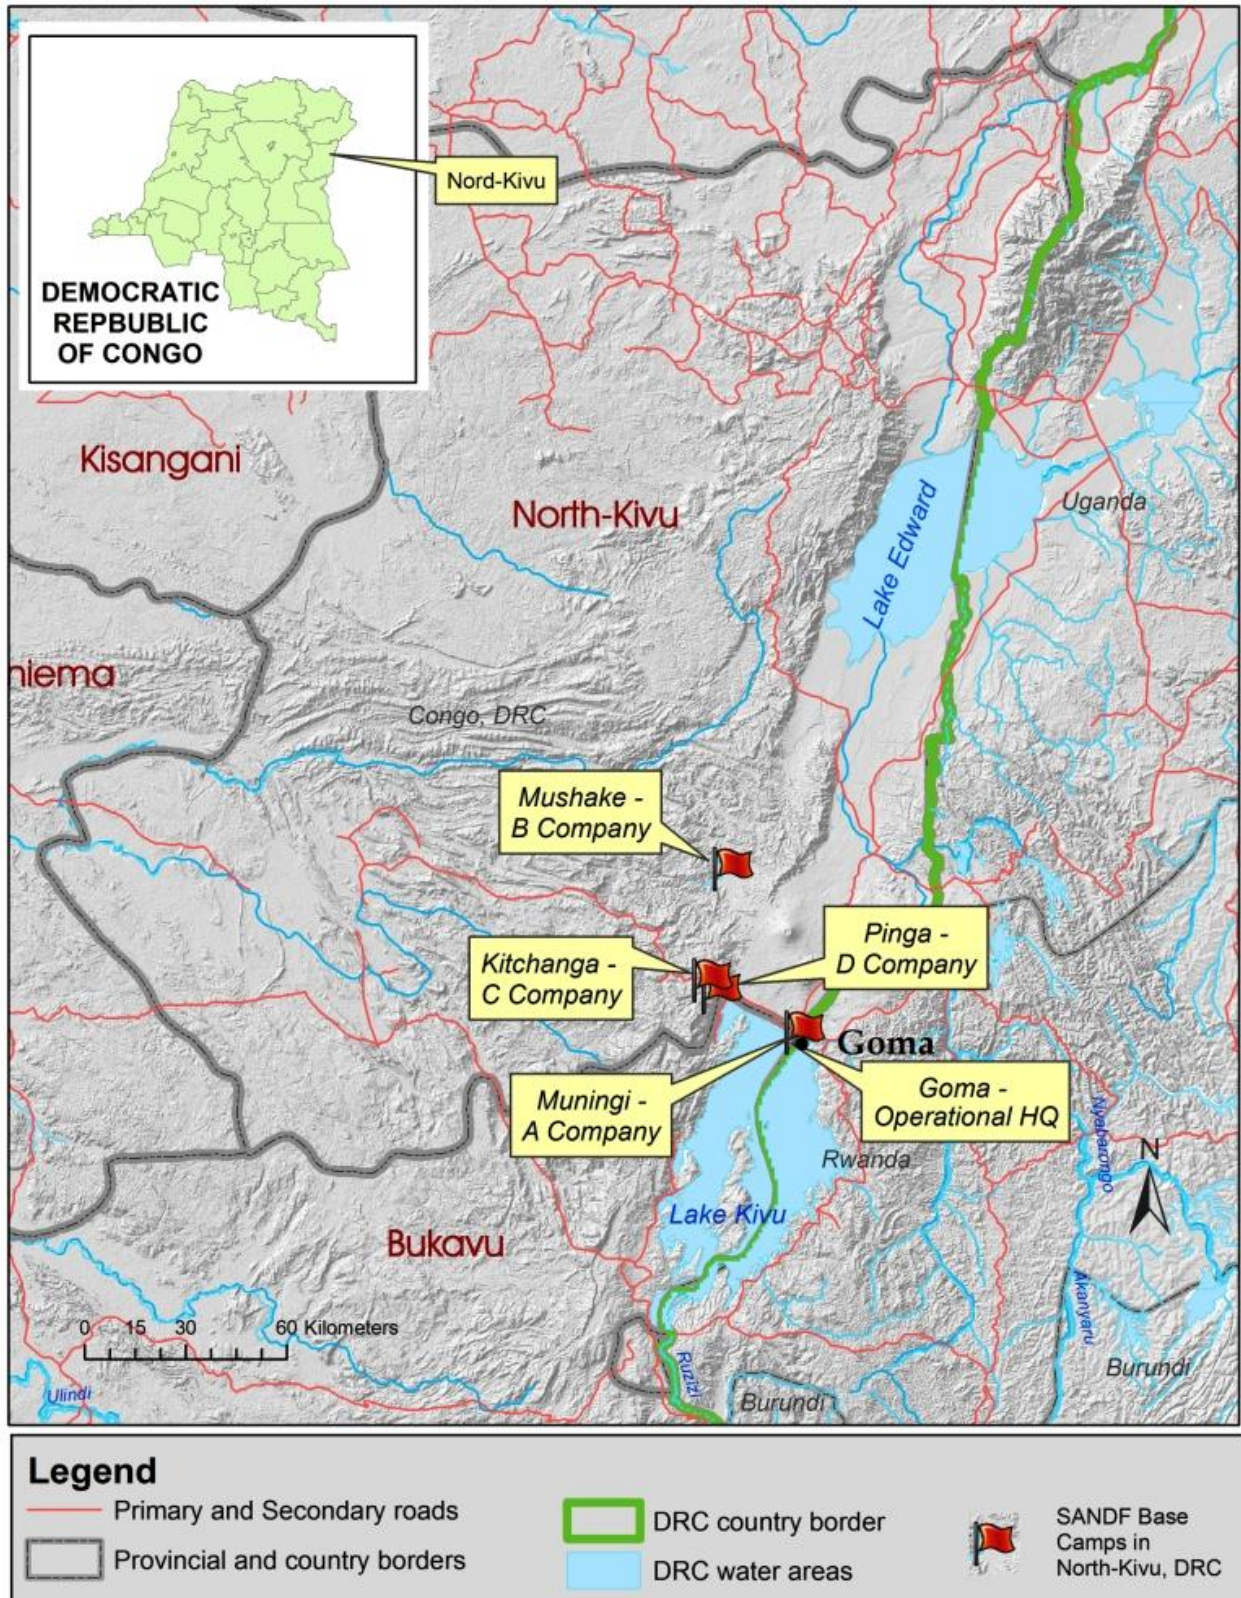 Nord-Kivu
DEMOCRATIC
REPBUBLIC
OF CONGO
Kisangani
North-Kivu
Lake Edward
Uganda
niema
Congo, DRC
Mushake -
B Company
Pinga -
D Company
Kitchanga -
C Company
Goma
Muningi -
A Company
Goma -
Operational HQ
Nyabarongo
N
Rwanda
Lake Kivu
Bukavu
Akanyaru
0 15 30 60 Kilometers
Ruzizi
Burundi
Ulindi
Burundi
Legend
Primary and Secondary roads
Provincial and country borders
DRC country border
DRC water areas
SANDF Base
Camps in
North-Kivu, DRC